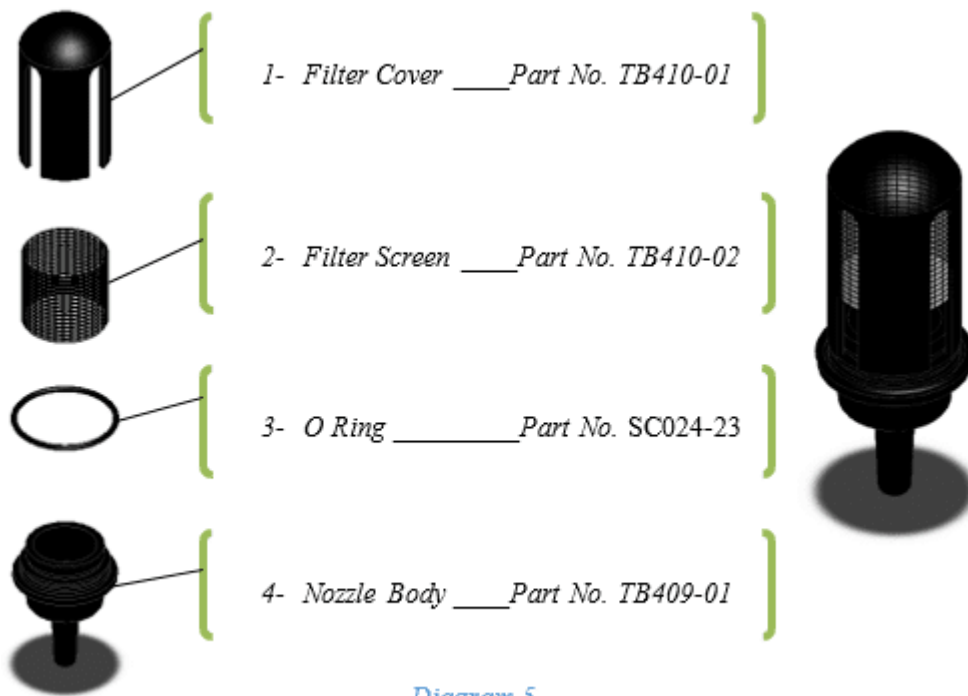 1- Filter Cover ____Part No. TB410-01
2- Filter Screen ____Part No. TB410-02
3- O Ring _________Part No. SC024-23
4- Nozzle Body ____Part No. TB409-01
Diagram 5